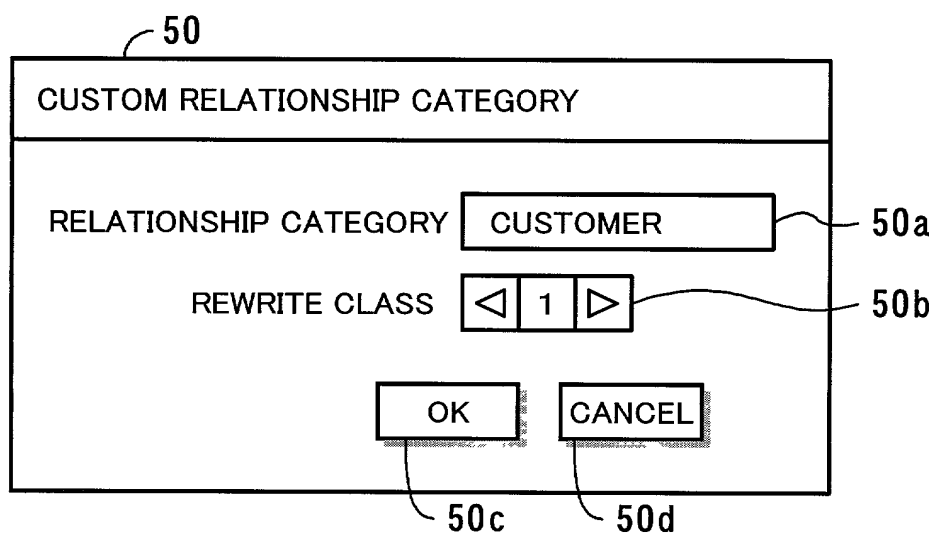 50
CUSTOM RELATIONSHIP CATEGORY
RELATIONSHIP CATEGORY CUSTOMER 50a
REWRITE CLASS 1 50b
OK CANCEL
50c 50d